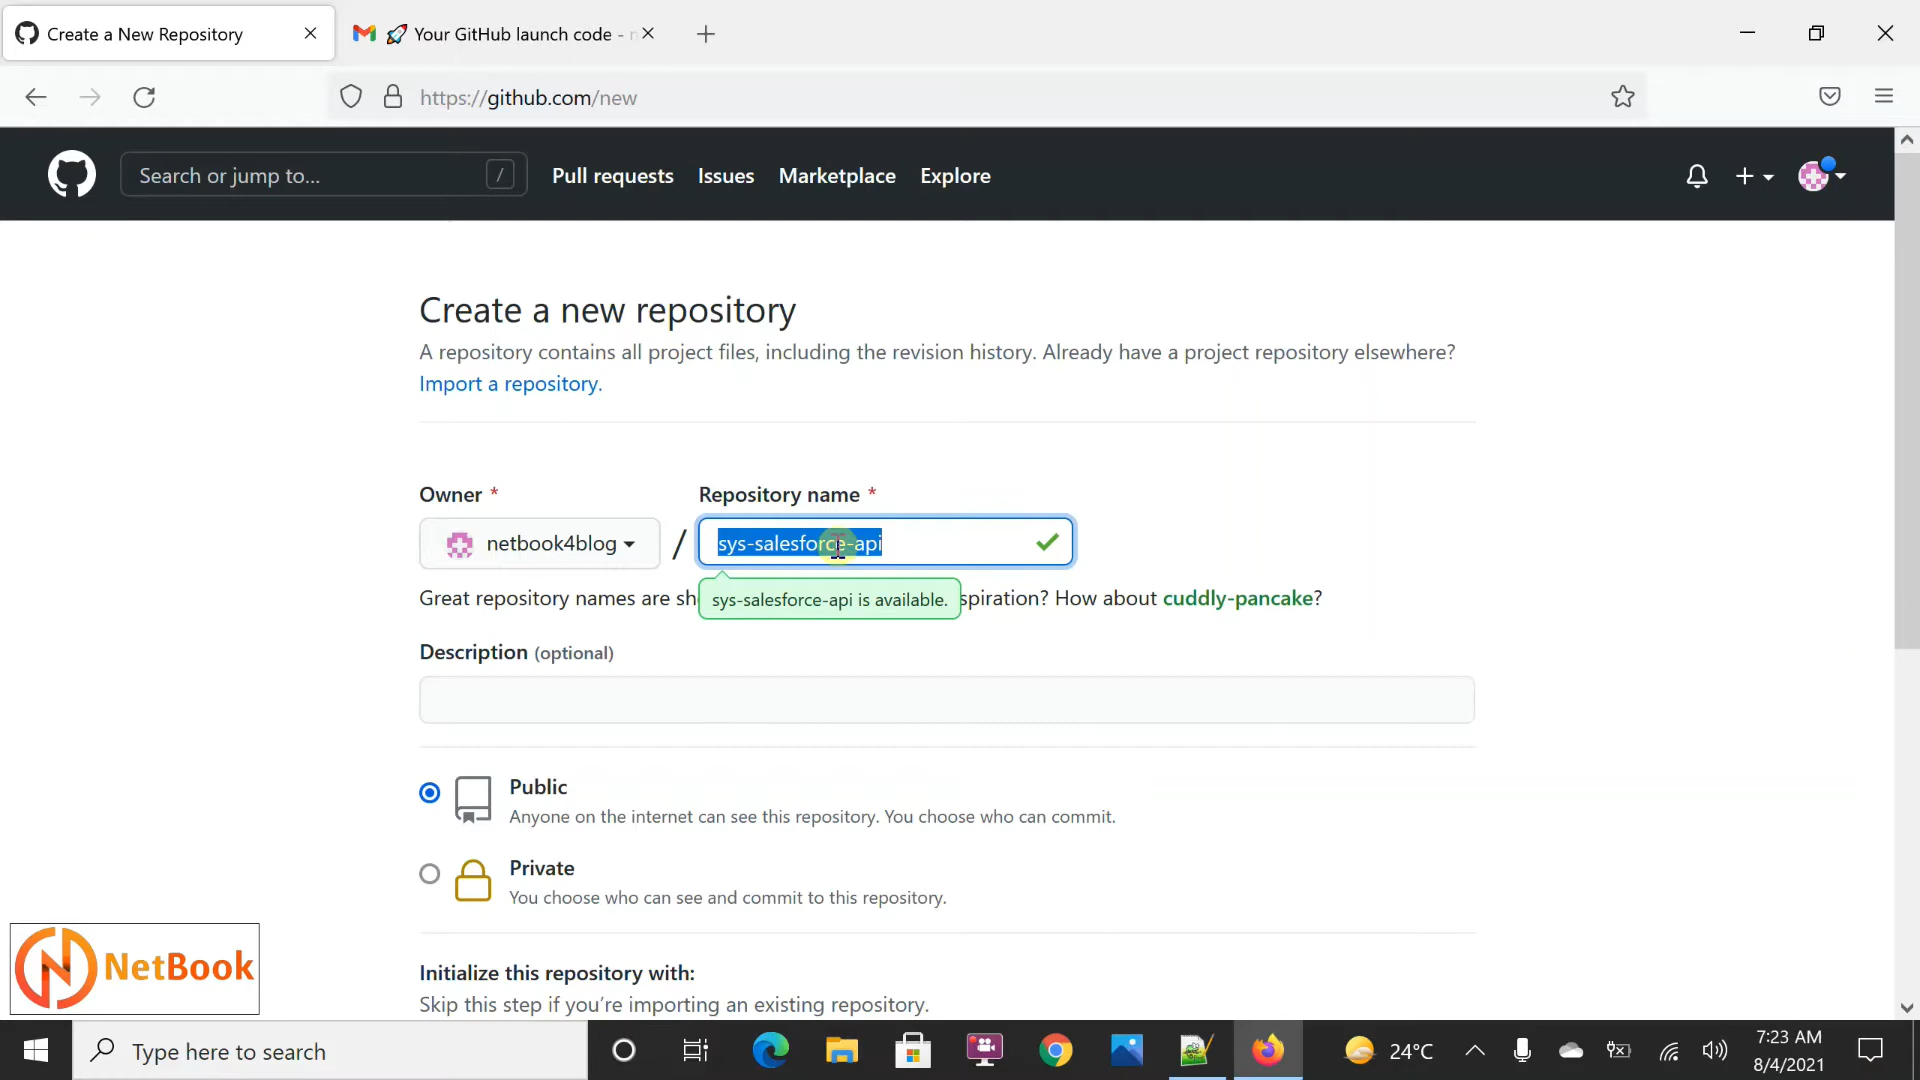 Create a New Repository
Your GitHub launch code -
https://github.com/new
Search or jump to...
/
Pull requests
Issues
Marketplace
Explore
Create a new repository
A repository contains all project files, including the revision history. Already have a project repository elsewhere?
Import a repository.
Owner *
Repository name *
netbook4blog
/
sys-salesforce-api
Great repository names are sh
sys-salesforce-api is available.
spiration? How about cuddly-pancake?
Description (optional)
Public
Anyone on the internet can see this repository. You choose who can commit.
Private
You choose who can see and commit to this repository.
NetBook
Initialize this repository with:
Skip this step if you're importing an existing repository.
Type here to search
24°C
7:23 AM
8/4/2021